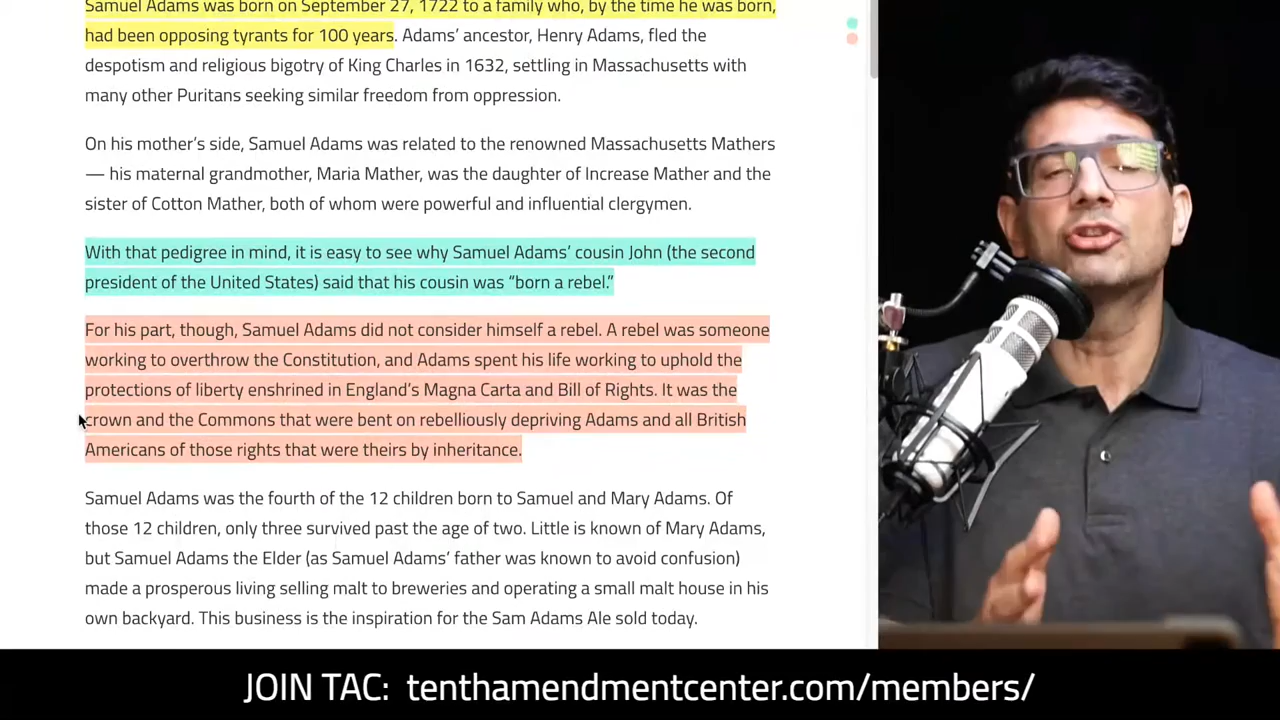 Samuel Adams was born on September 27, 1722 to a family who, by the time he was born,
had been opposing tyrants for 100 years. Adams’ ancestor, Henry Adams, fled the
despotism and religious bigotry of King Charles in 1632, settling in Massachusetts with
many other Puritans seeking similar freedom from oppression.
On his mother’s side, Samuel Adams was related to the renowned Massachusetts Mathers
— his maternal grandmother, Maria Mather, was the daughter of Increase Mather and the
sister of Cotton Mather, both of whom were powerful and influential clergymen.
With that pedigree in mind, it is easy to see why Samuel Adams’ cousin John (the second
president of the United States) said that his cousin was “born a rebel.”
For his part, though, Samuel Adams did not consider himself a rebel. A rebel was someone
working to overthrow the Constitution, and Adams spent his life working to uphold the
protections of liberty enshrined in England’s Magna Carta and Bill of Rights. It was the
crown and the Commons that were bent on rebelliously depriving Adams and all British
Americans of those rights that were theirs by inheritance.
Samuel Adams was the fourth of the 12 children born to Samuel and Mary Adams. Of
those 12 children, only three survived past the age of two. Little is known of Mary Adams,
but Samuel Adams the Elder (as Samuel Adams’ father was known to avoid confusion)
made a prosperous living selling malt to breweries and operating a small malt house in his
own backyard. This business is the inspiration for the Sam Adams Ale sold today.
JOIN TAC: tenthamendmentcenter.com/members/